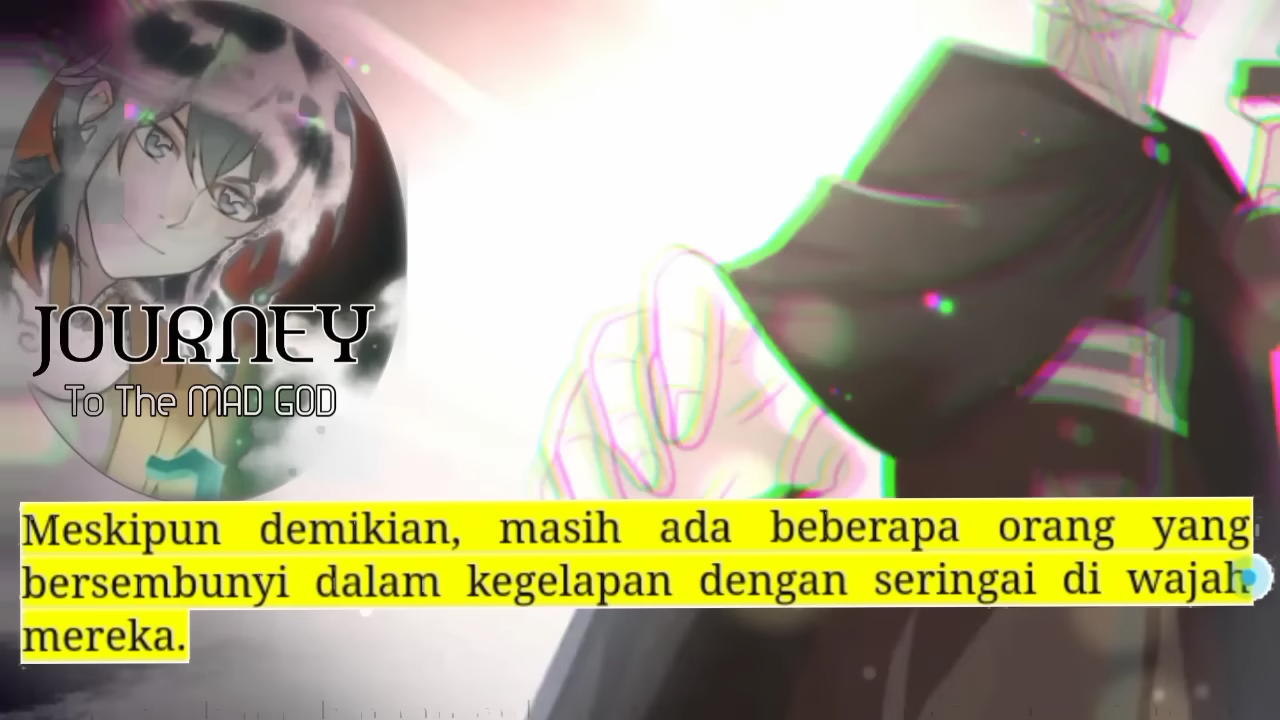 JOURNEY
To The MAD GOD
Meskipun demikian, masih ada beberapa orang yang
bersembunyi dalam kegelapan dengan seringai di wajah
mereka.